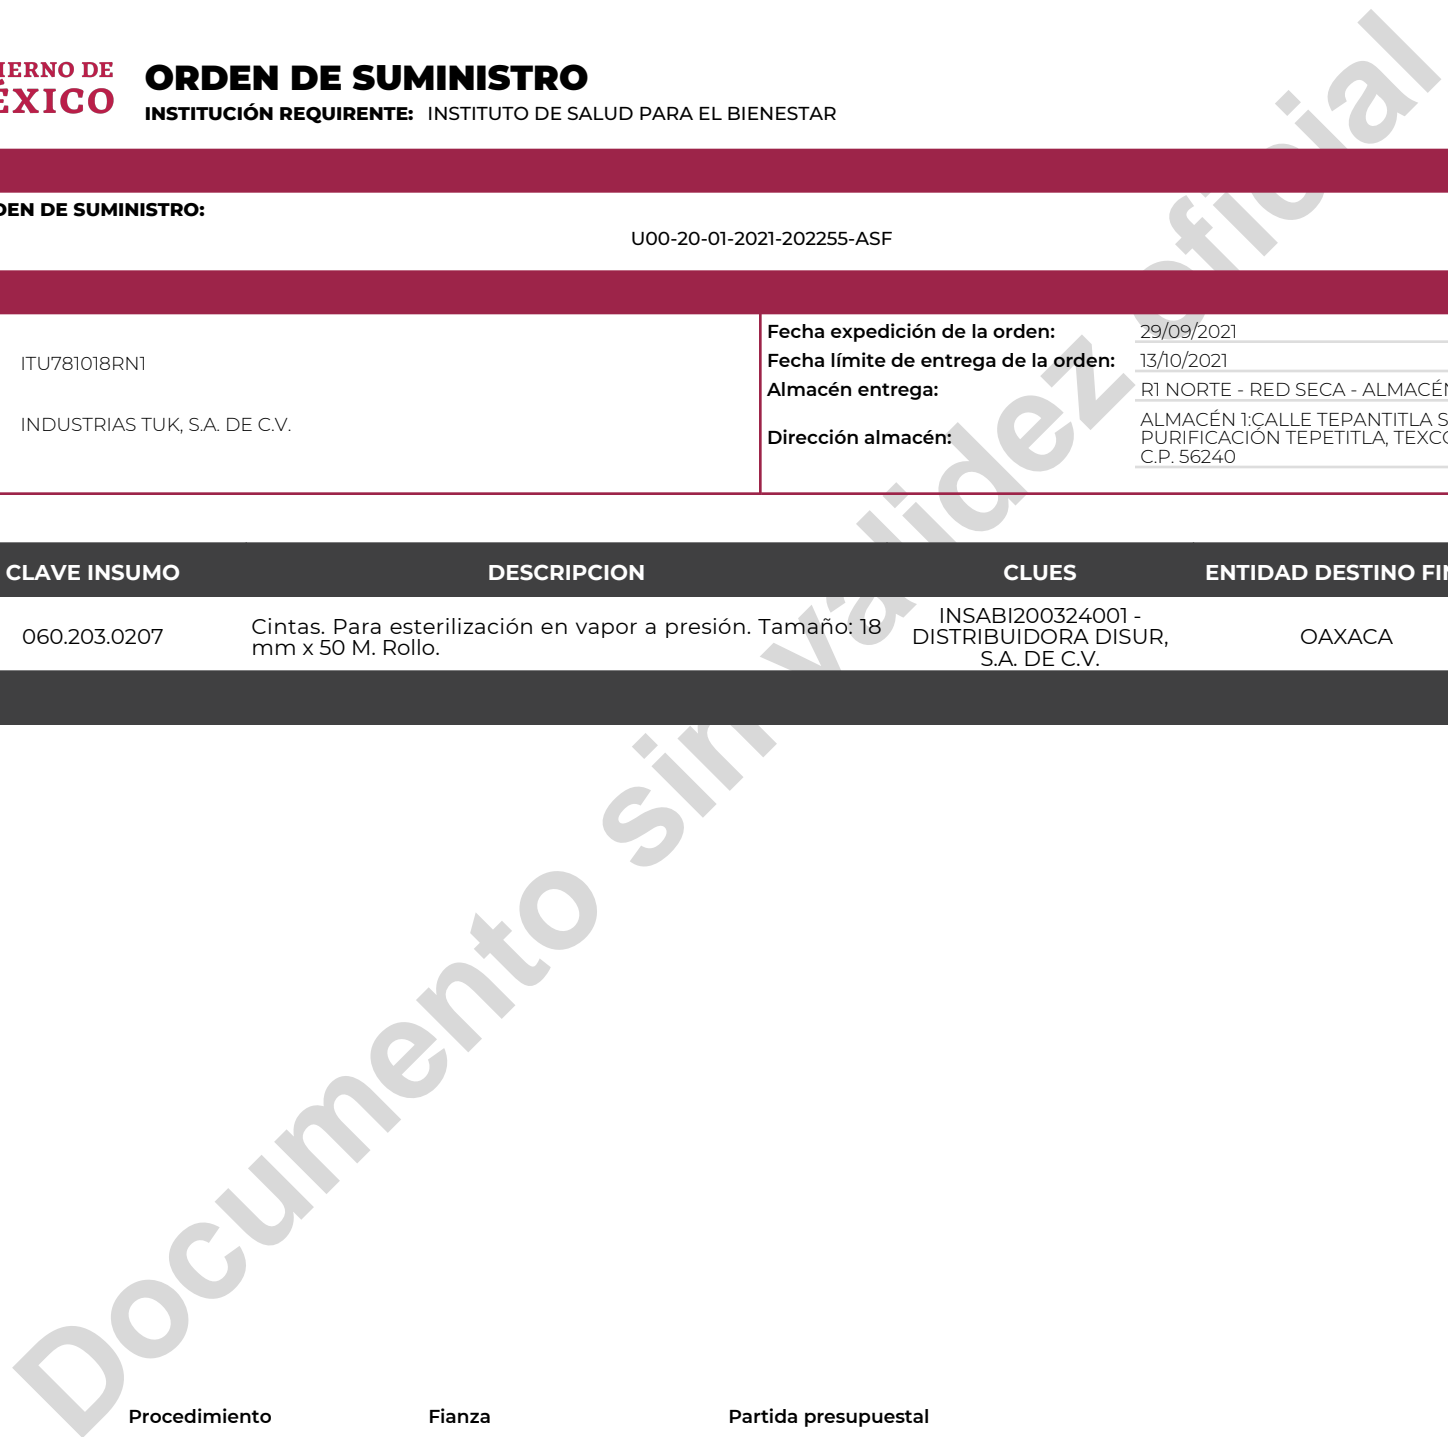 IERNO DE
ÉXICO
ORDEN DE SUMINISTRO
INSTITUCIÓN REQUIRENTE: INSTITUTO DE SALUD PARA EL BIENESTAR
DEN DE SUMINISTRO:
U00-20-01-2021-202255-ASF
ITU781018RN1
INDUSTRIAS TUK, S.A. DE C.V.
Fecha expedición de la orden: 29/09/2021
Fecha límite de entrega de la orden: 13/10/2021
Almacén entrega: R1 NORTE - RED SECA - ALMACÉN
Dirección almacén: ALMACÉN 1:CALLE TEPANTITLA S
PURIFICACIÓN TEPETITLA, TEXCO
C.P. 56240
CLAVE INSUMO DESCRIPCION CLUES ENTIDAD DESTINO FIN
060.203.0207
Cintas. Para esterilización en vapor a presión. Tamaño: 18
mm x 50 M. Rollo.
INSABI200324001 -
DISTRIBUIDORA DISUR,
S.A. DE C.V.
OAXACA
Documento sin validez oficial
Procedimiento Fianza Partida presupuestal